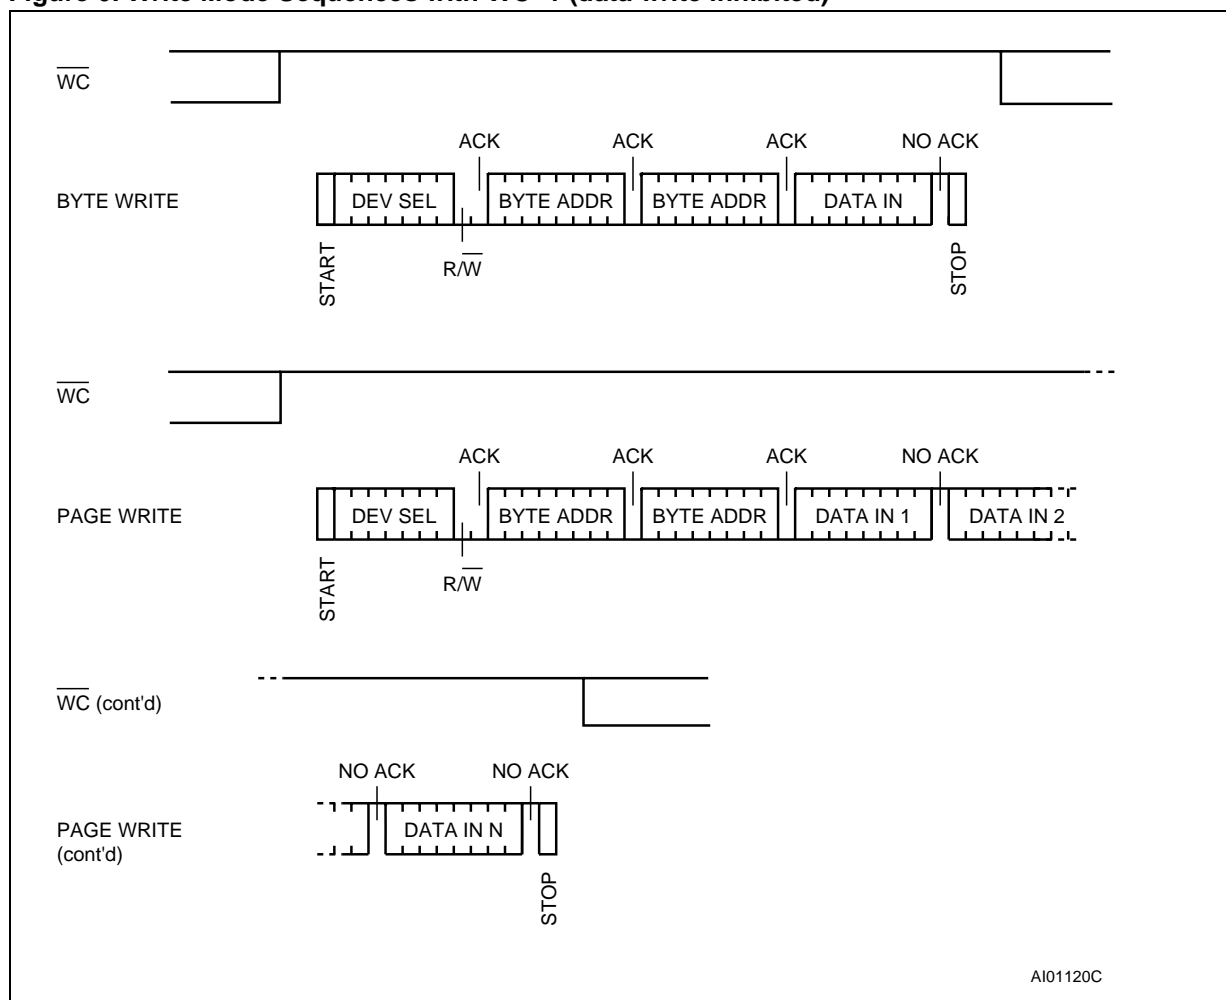 Figure Write Mode Sequences with WC=1 (data write inhibited)
WC
ACK ACK ACK NO ACK
BYTE WRITE DEV SEL BYTE ADDR BYTE ADDR DATA IN
START R/W STOP
WC
ACK ACK ACK NO ACK
PAGE WRITE DEV SEL BYTE ADDR BYTE ADDR DATA IN 1 DATA IN 2
START R/W
WC (cont'd)
NO ACK NO ACK
PAGE WRITE DATA IN N
(cont'd)
STOP
AI01120C